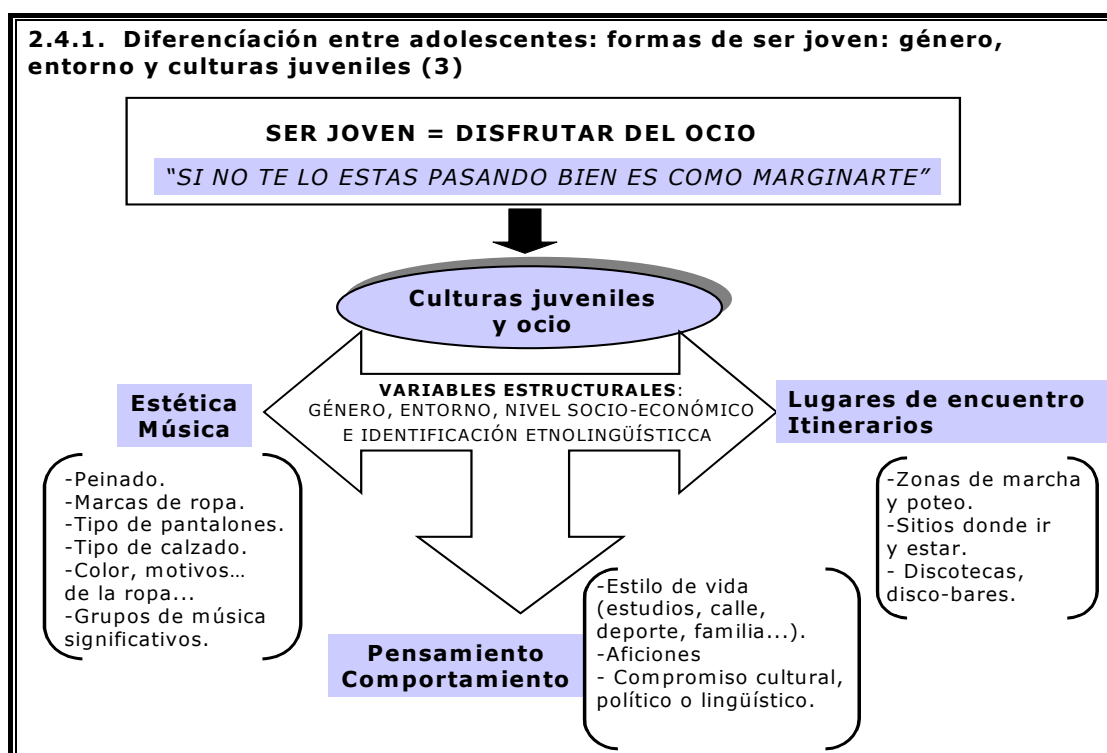 2.4.1. Diferencíación entre adolescentes: formas de ser joven: género,
entorno y culturas juveniles (3)
SER JOVEN = DISFRUTAR DEL OCIO
“SI NO TE LO ESTAS PASANDO BIEN ES COMO MARGINARTE”
Culturas juveniles
y ocio
VARIABLES ESTRUCTURALES:
GÉNERO, ENTORNO, NIVEL SOCIO-ECONÓMICO
E IDENTIFICACIÓN ETNOLINGÜÍSTICCA
Estética
Música
-Peinado.
-Marcas de ropa.
-Tipo de pantalones.
-Tipo de calzado.
-Color, motivos…
de la ropa...
-Grupos de música
significativos.
Pensamiento
Comportamiento
-Estilo de vida
(estudios, calle,
deporte, familia...).
-Aficiones
- Compromiso cultural,
político o lingüístico.
Lugares de encuentro
Itinerarios
-Zonas de marcha
y poteo.
-Sitios donde ir
y estar.
- Discotecas,
disco-bares.